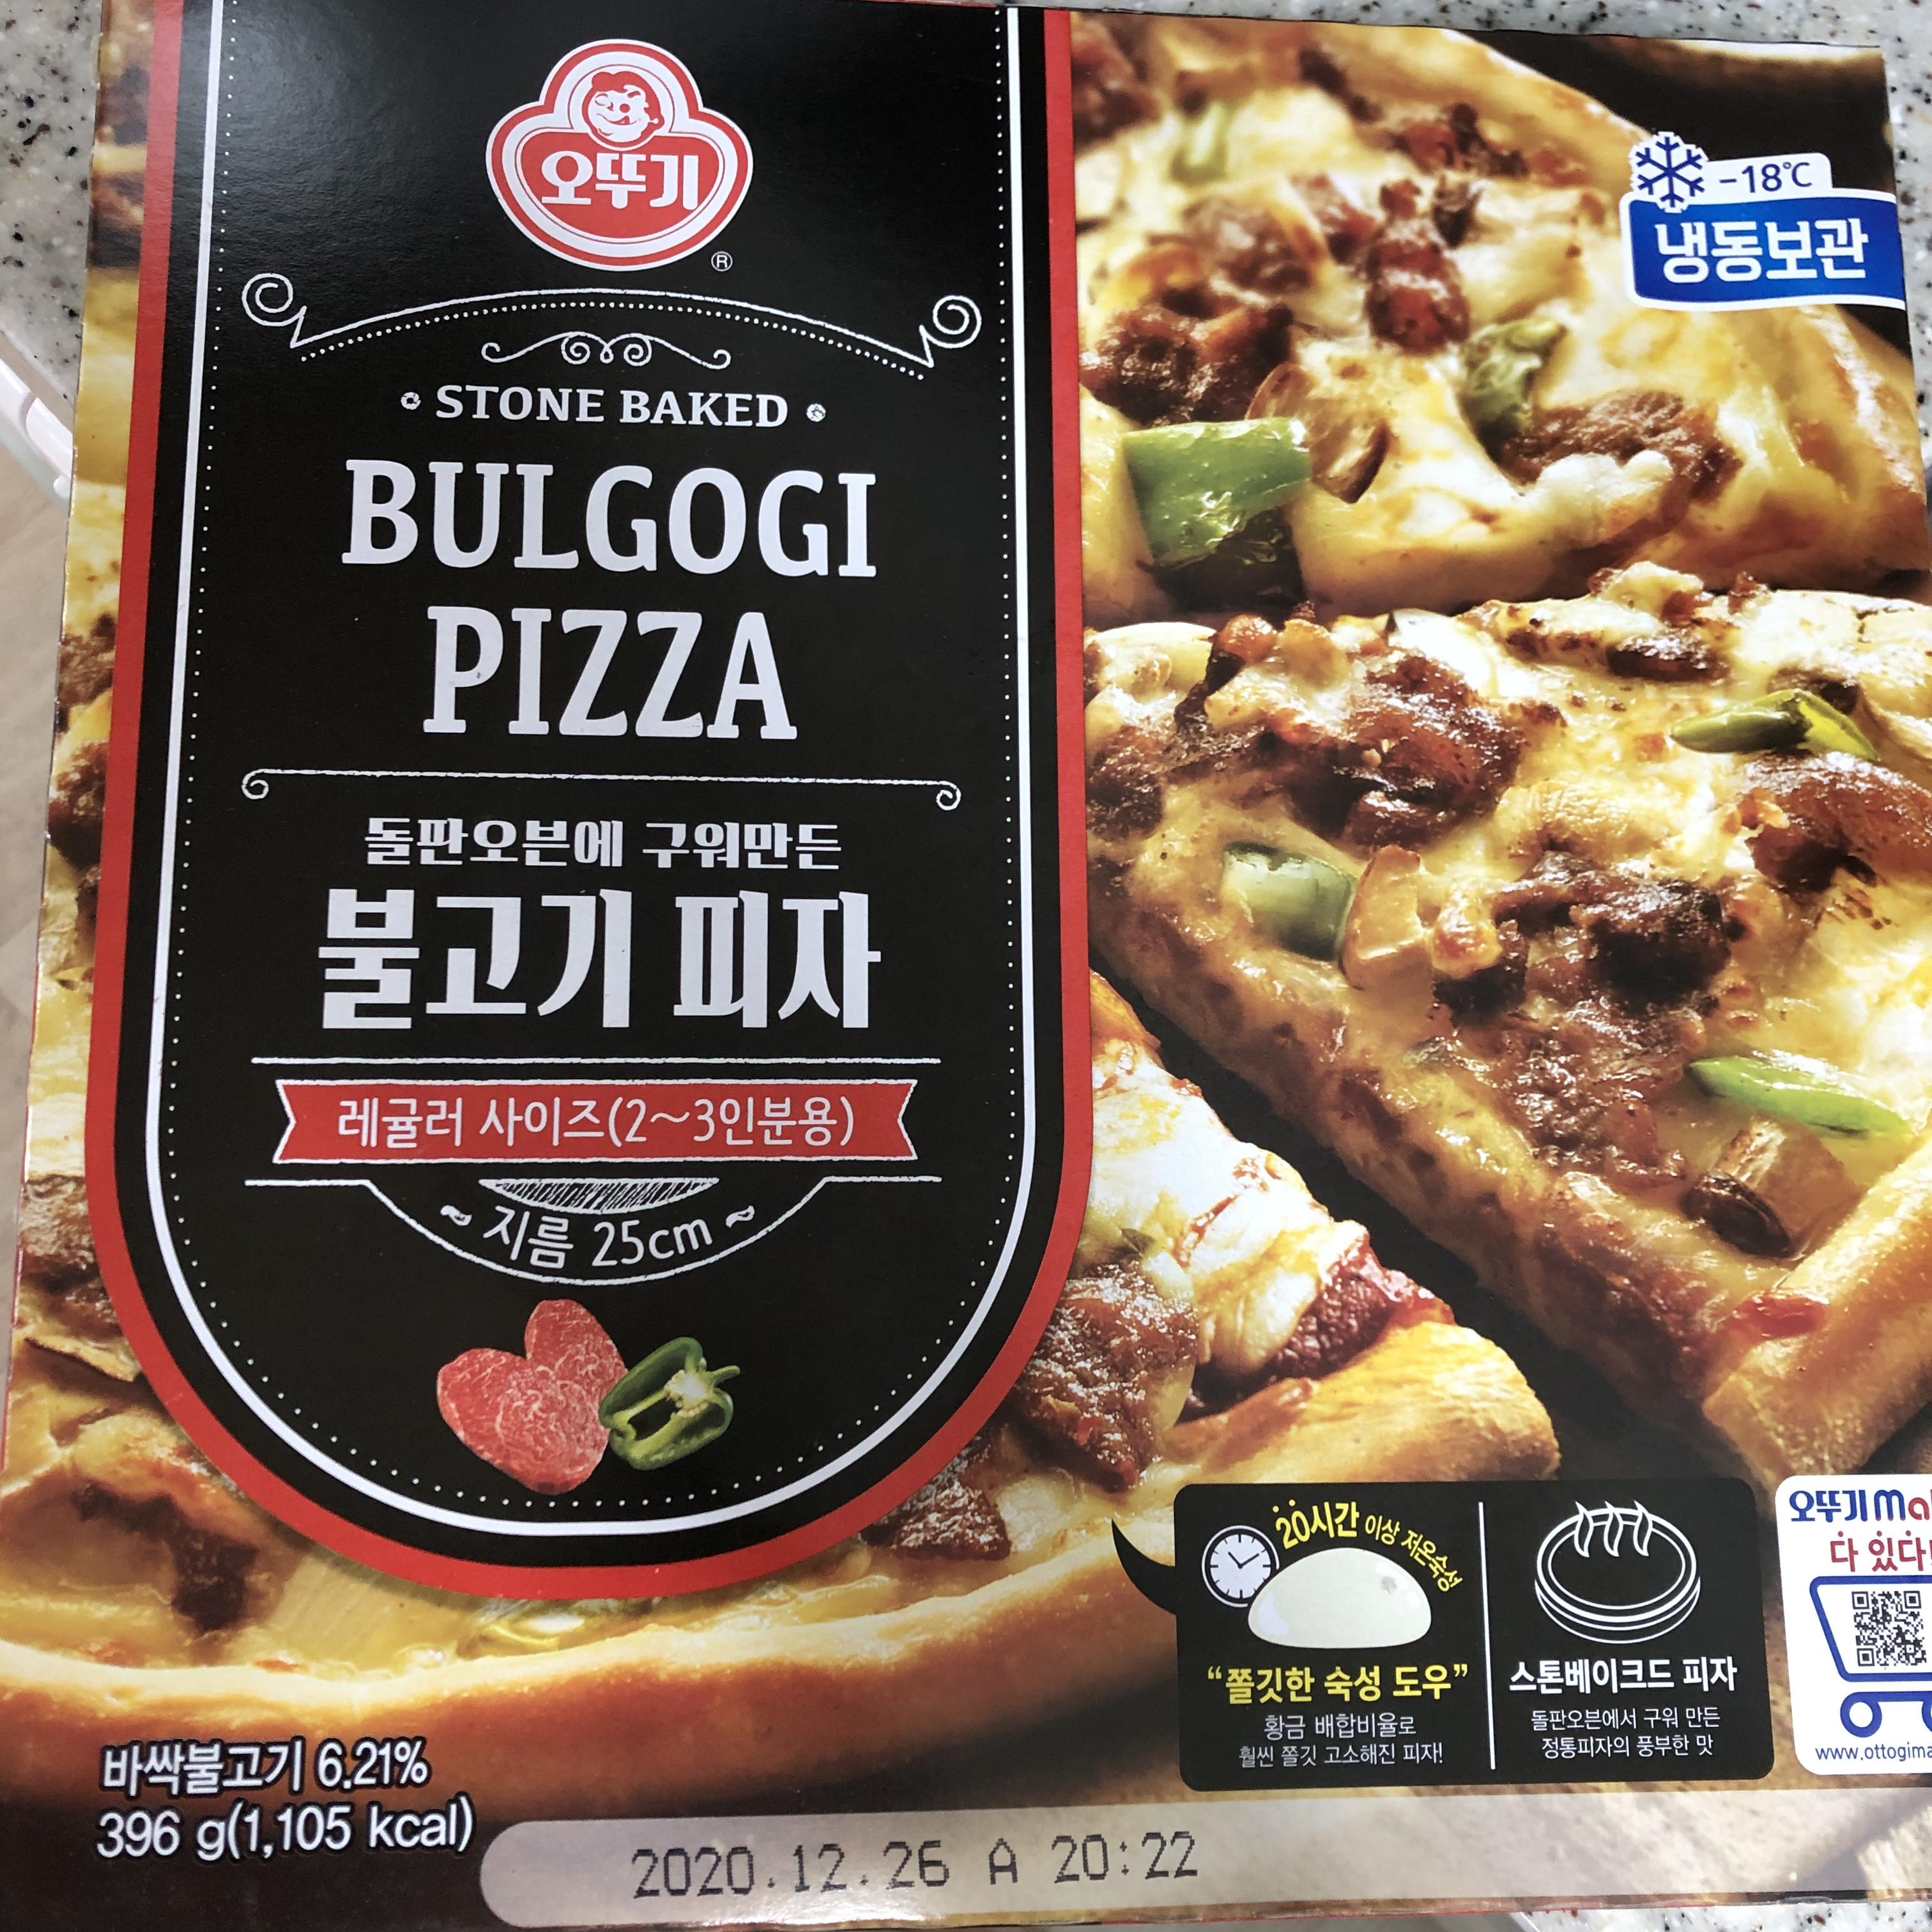 오뚜기
®
STONE BAKED
BULGOGI
PIZZA
돌판오븐에 구워만든
불고기 피자
레귤러 사이즈(2~3인분용)
~ 지름 25cm ~
-18℃
냉동보관
20시간 이상 저온숙성
“쫄깃한 숙성 도우”
황금 배합비율로
훨씬 쫄깃 고소해진 피자!
스톤베이크드 피자
돌판오븐에서 구워 만든
정통피자의 풍부한 맛
오뚜기
다 있다!
바싹불고기 6.21%
396 g(1,105 kcal)
2020.12.26 A 20:22